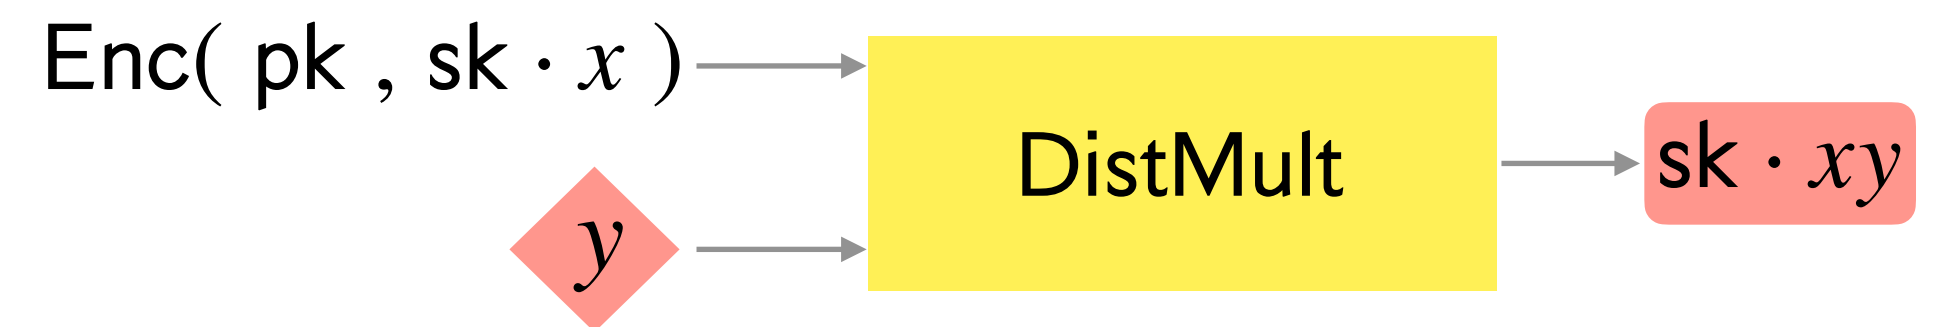 Enc( pk , sk · x )
y
DistMult
sk · xy